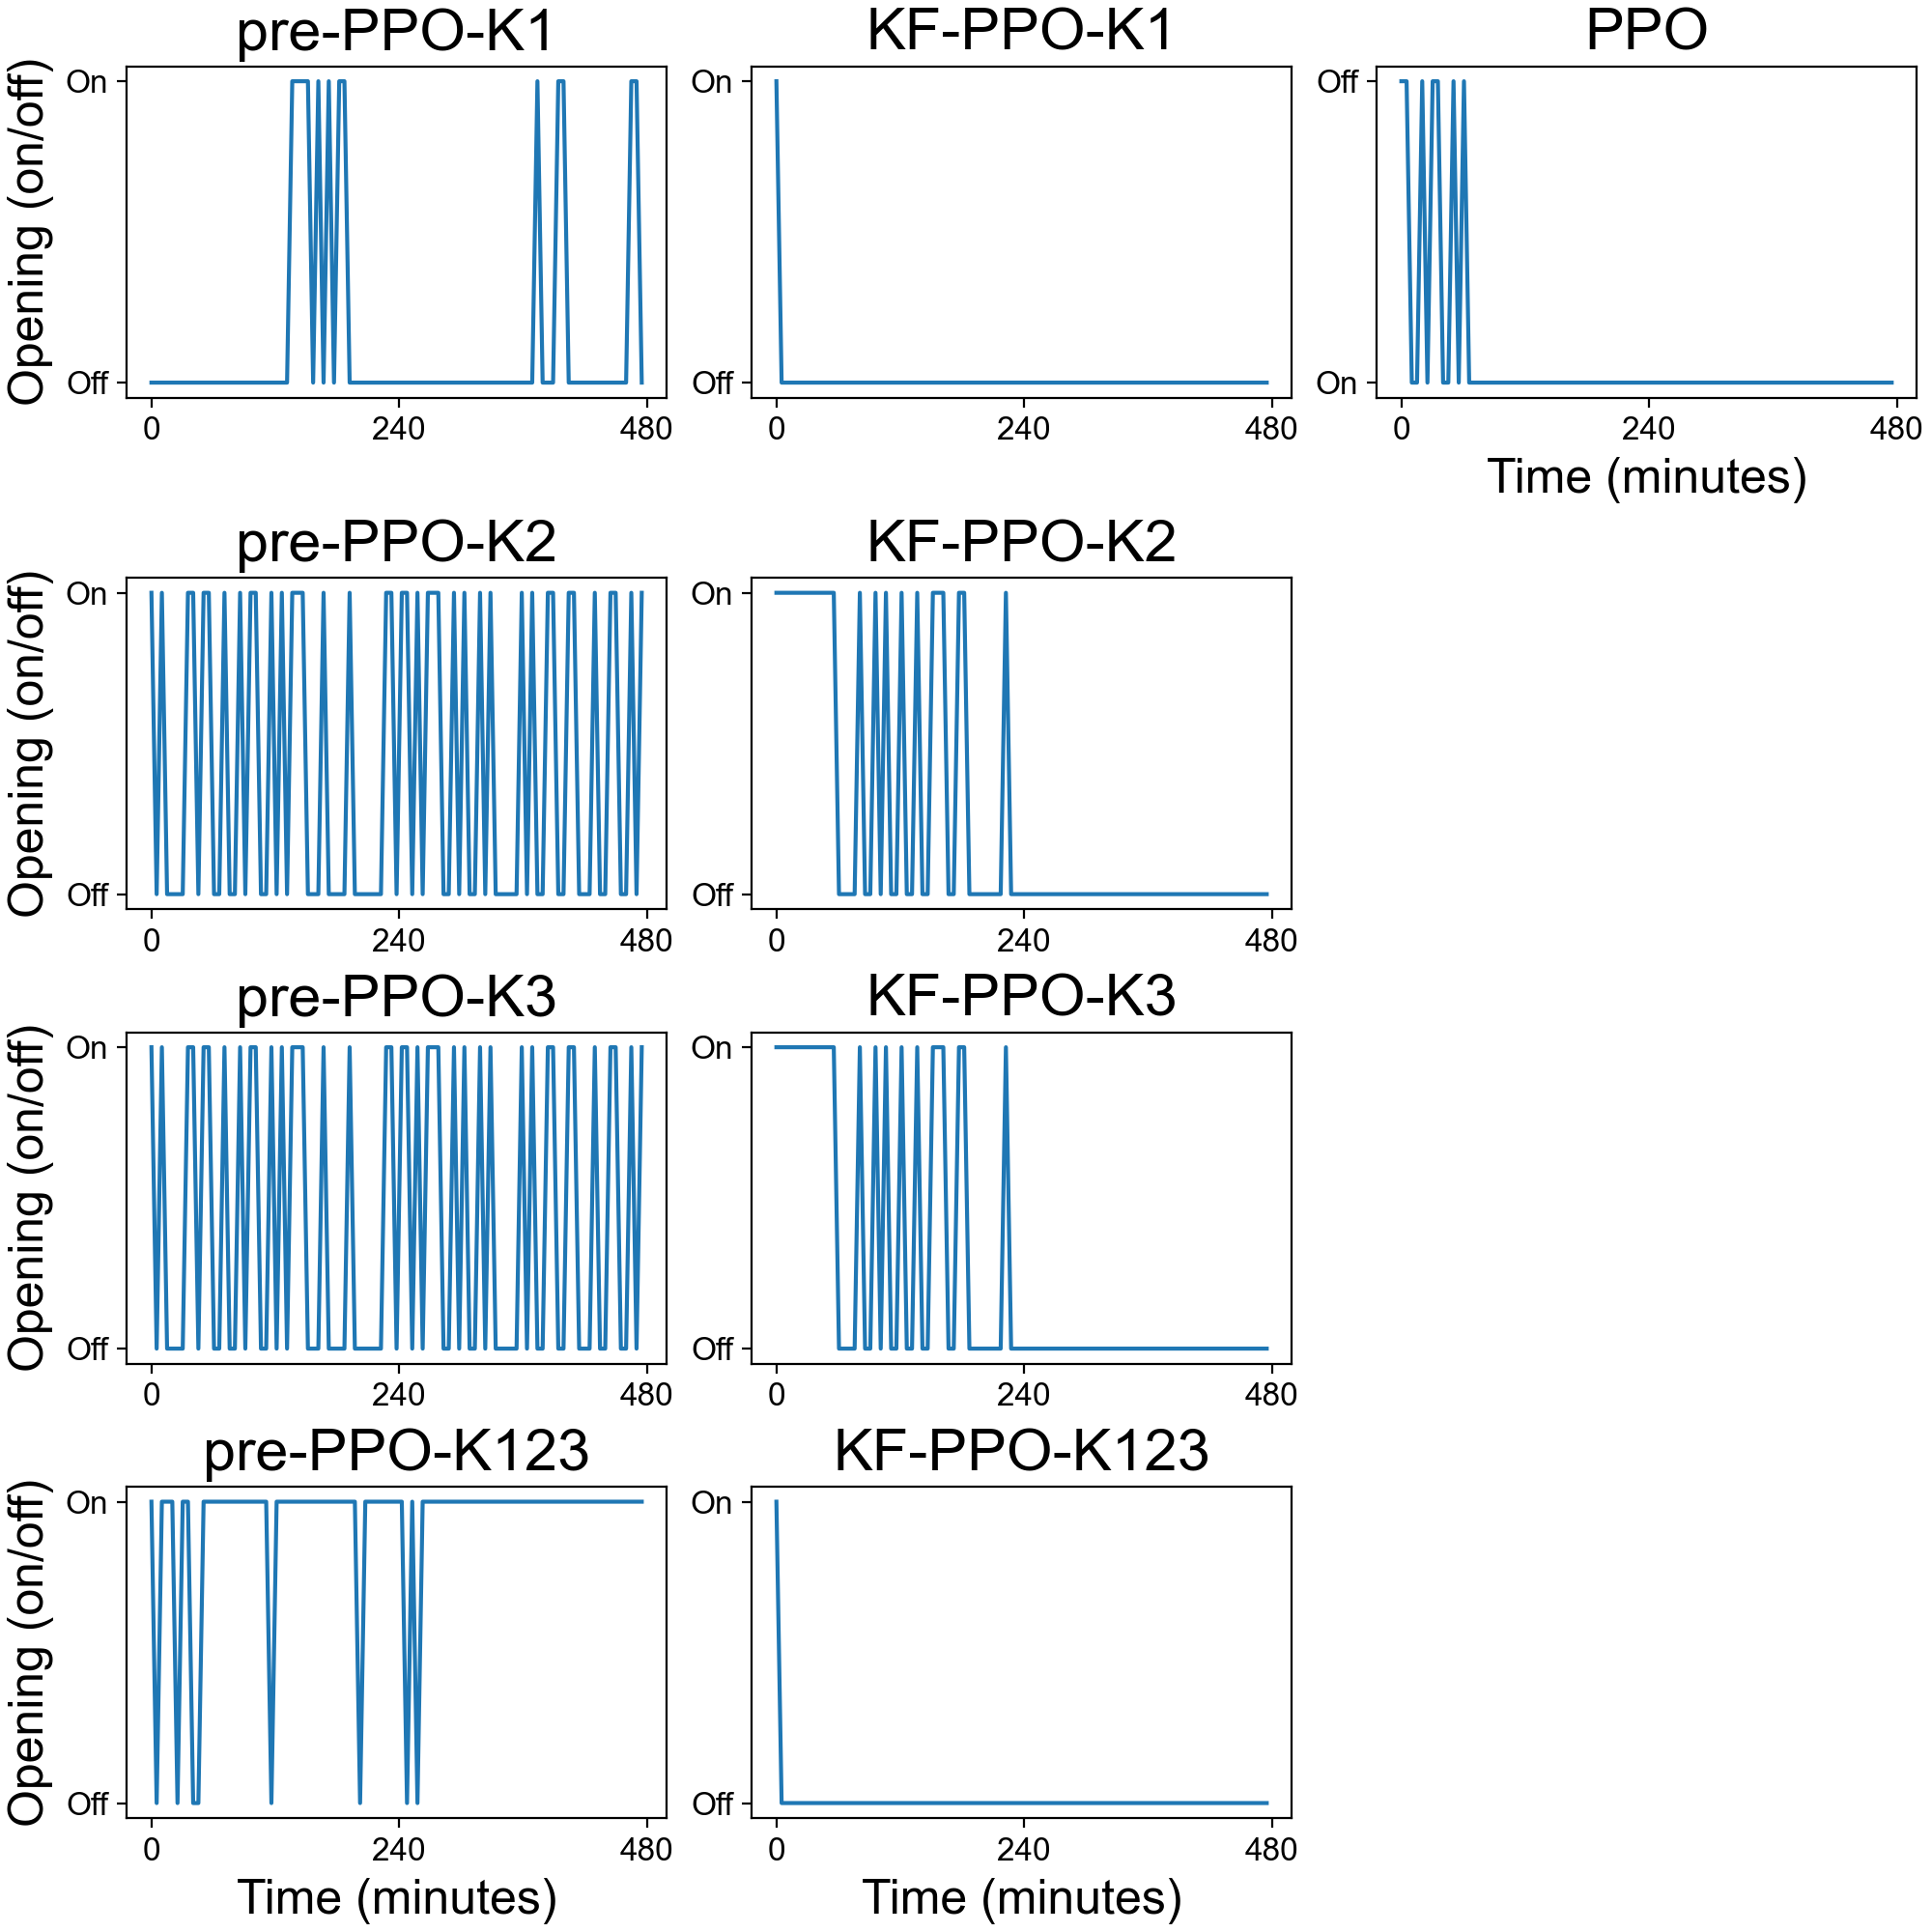 pre-PPO-K1 KF-PPO-K1 PPO
Opening (on/off)
On On Off
Off Off On
0 240 480 0 240 480 0 240 480
Time (minutes)
pre-PPO-K2 KF-PPO-K2
Opening (on/off)
On On
Off Off
0 240 480 0 240 480
pre-PPO-K3 KF-PPO-K3
Opening (on/off)
On On
Off Off
0 240 480 0 240 480
pre-PPO-K123 KF-PPO-K123
Opening (on/off)
On On
Off Off
0 240 480 0 240 480
Time (minutes) Time (minutes)